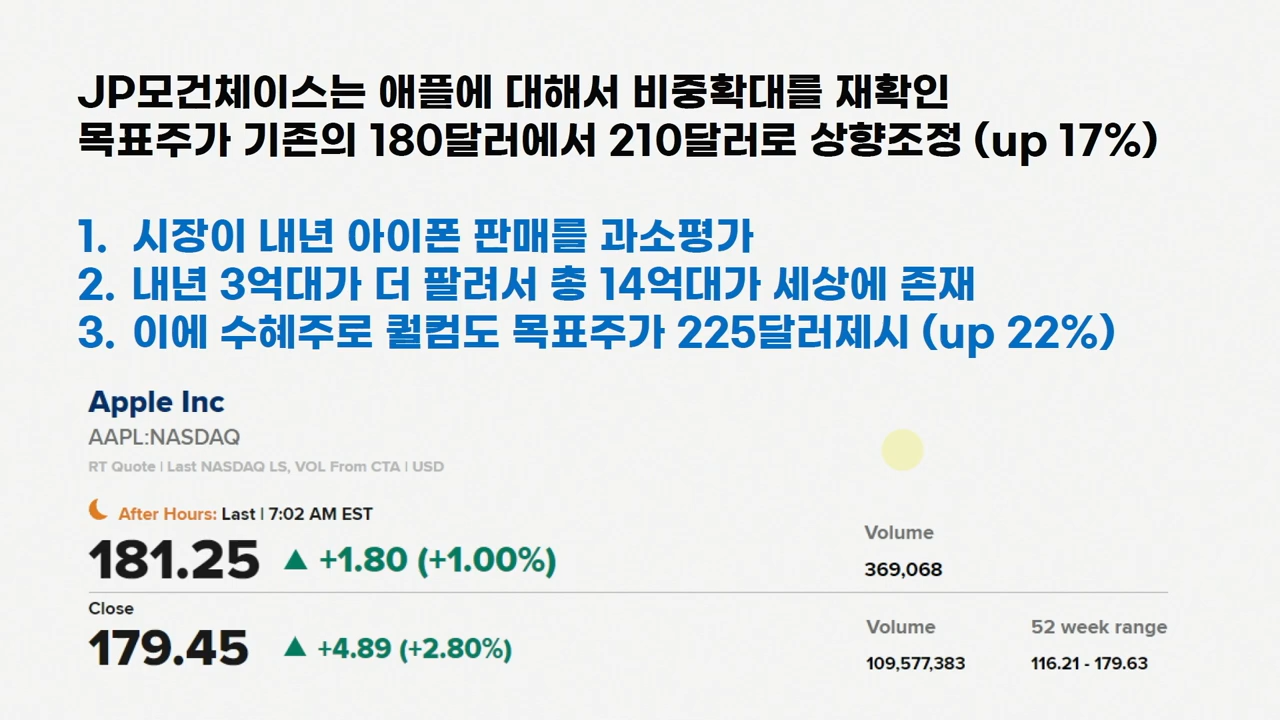 JP모건체이스는 애플에 대해서 비중확대를 재확인
목표주가 기존의 180달러에서 210달러로 상향조정 (up 17%)
1. 시장이 내년 아이폰 판매를 과소평가
2. 내년 3억대가 더 팔려서 총 14억대가 세상에 존재
3. 이에 수혜주로 퀄컴도 목표주가 225달러제시 (up 22%)
Apple Inc
AAPL:NASDAQ
RT Quote | Last NASDAQ LS, VOL From CTA | USD
After Hours: Last | 7:02 AM EST
181.25 ▲ +1.80 (+1.00%)
Volume
369,068
Close
179.45 ▲ +4.89 (+2.80%)
Volume
109,577,383
52 week range
116.21 - 179.63